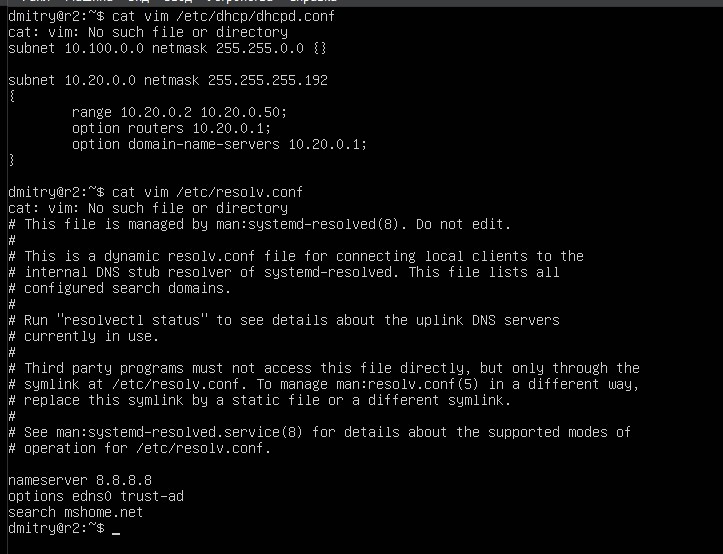 dmitry@r2:~$ cat vim /etc/dhcp/dhcpd.conf
cat: vim: No such file or directory
subnet 10.100.0.0 netmask 255.255.0.0 {}
subnet 10.20.0.0 netmask 255.255.255.192
{
        range 10.20.0.2 10.20.0.50;
        option routers 10.20.0.1;
        option domain-name-servers 10.20.0.1;
}
dmitry@r2:~$ cat vim /etc/resolv.conf
cat: vim: No such file or directory
# This file is managed by man:systemd-resolved(8). Do not edit.
#
# This is a dynamic resolv.conf file for connecting local clients to the
# internal DNS stub resolver of systemd-resolved. This file lists all
# configured search domains.
#
# Run "resolvectl status" to see details about the uplink DNS servers
# currently in use.
#
# Third party programs must not access this file directly, but only through the
# symlink at /etc/resolv.conf. To manage man:resolv.conf(5) in a different way,
# replace this symlink by a static file or a different symlink.
#
# See man:systemd-resolved.service(8) for details about the supported modes of
# operation for /etc/resolv.conf.
nameserver 8.8.8.8
options edns0 trust-ad
search mshome.net
dmitry@r2:~$ _